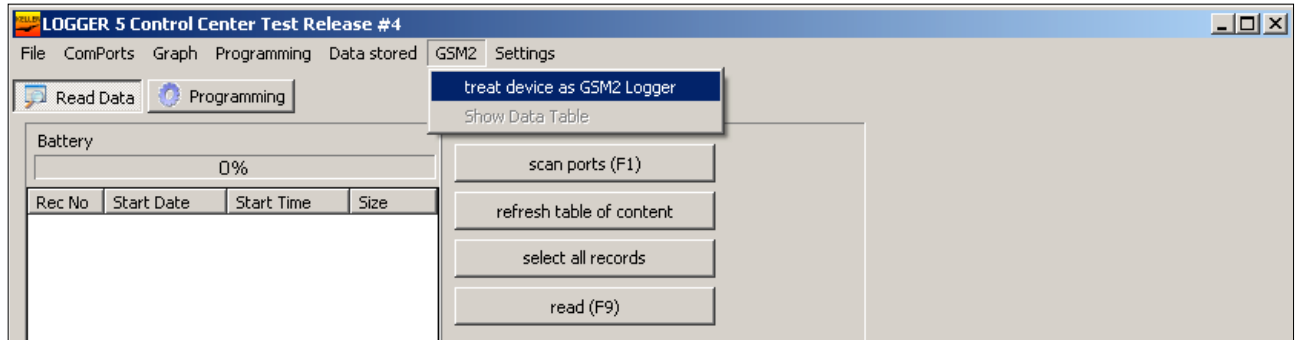 KELLER LOGGER 5 Control Center Test Release #4
File ComPorts Graph Programming Data stored GSM2 Settings
treat device as GSM2 Logger
Show Data Table
Read Data Programming
Battery
0%
Rec No Start Date Start Time Size
scan ports (F1)
refresh table of content
select all records
read (F9)